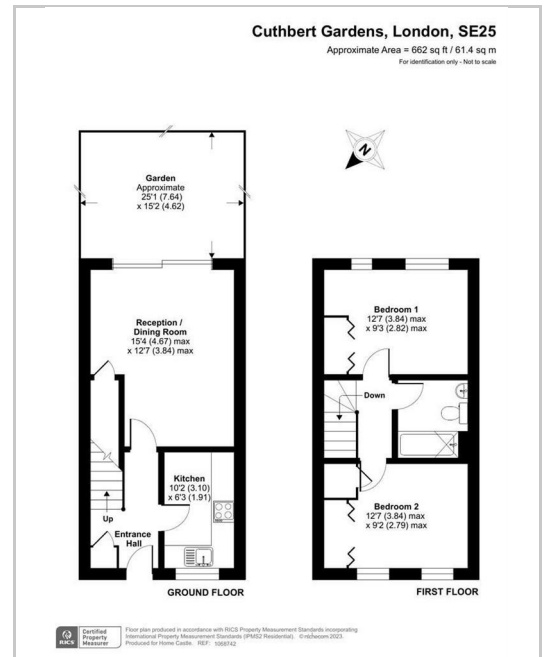 Cuthbert Gardens, London, SE25
Approximate Area = 662 sq ft / 61.4 sq m
For identification only - Not to scale
N
Garden
Approximate
25'1 (7.64)
x 15'2 (4.62)
Reception /
Dining Room
15'4 (4.67) max
x 12'7 (3.84) max
Kitchen
10'2 (3.10)
x 6'3 (1.91)
Up
Entrance
Hall
GROUND FLOOR
Bedroom 1
12'7 (3.84) max
x 9'3 (2.82) max
Down
Bedroom 2
12'7 (3.84) max
x 9'2 (2.79) max
FIRST FLOOR
RICS
Certified
Property
Measurer
Floor plan produced in accordance with RICS Property Measurement Standards incorporating
International Property Measurement Standards (IPMS2 Residential). ©nichecom 2023.
Produced for Home Castle. REF: 1068742